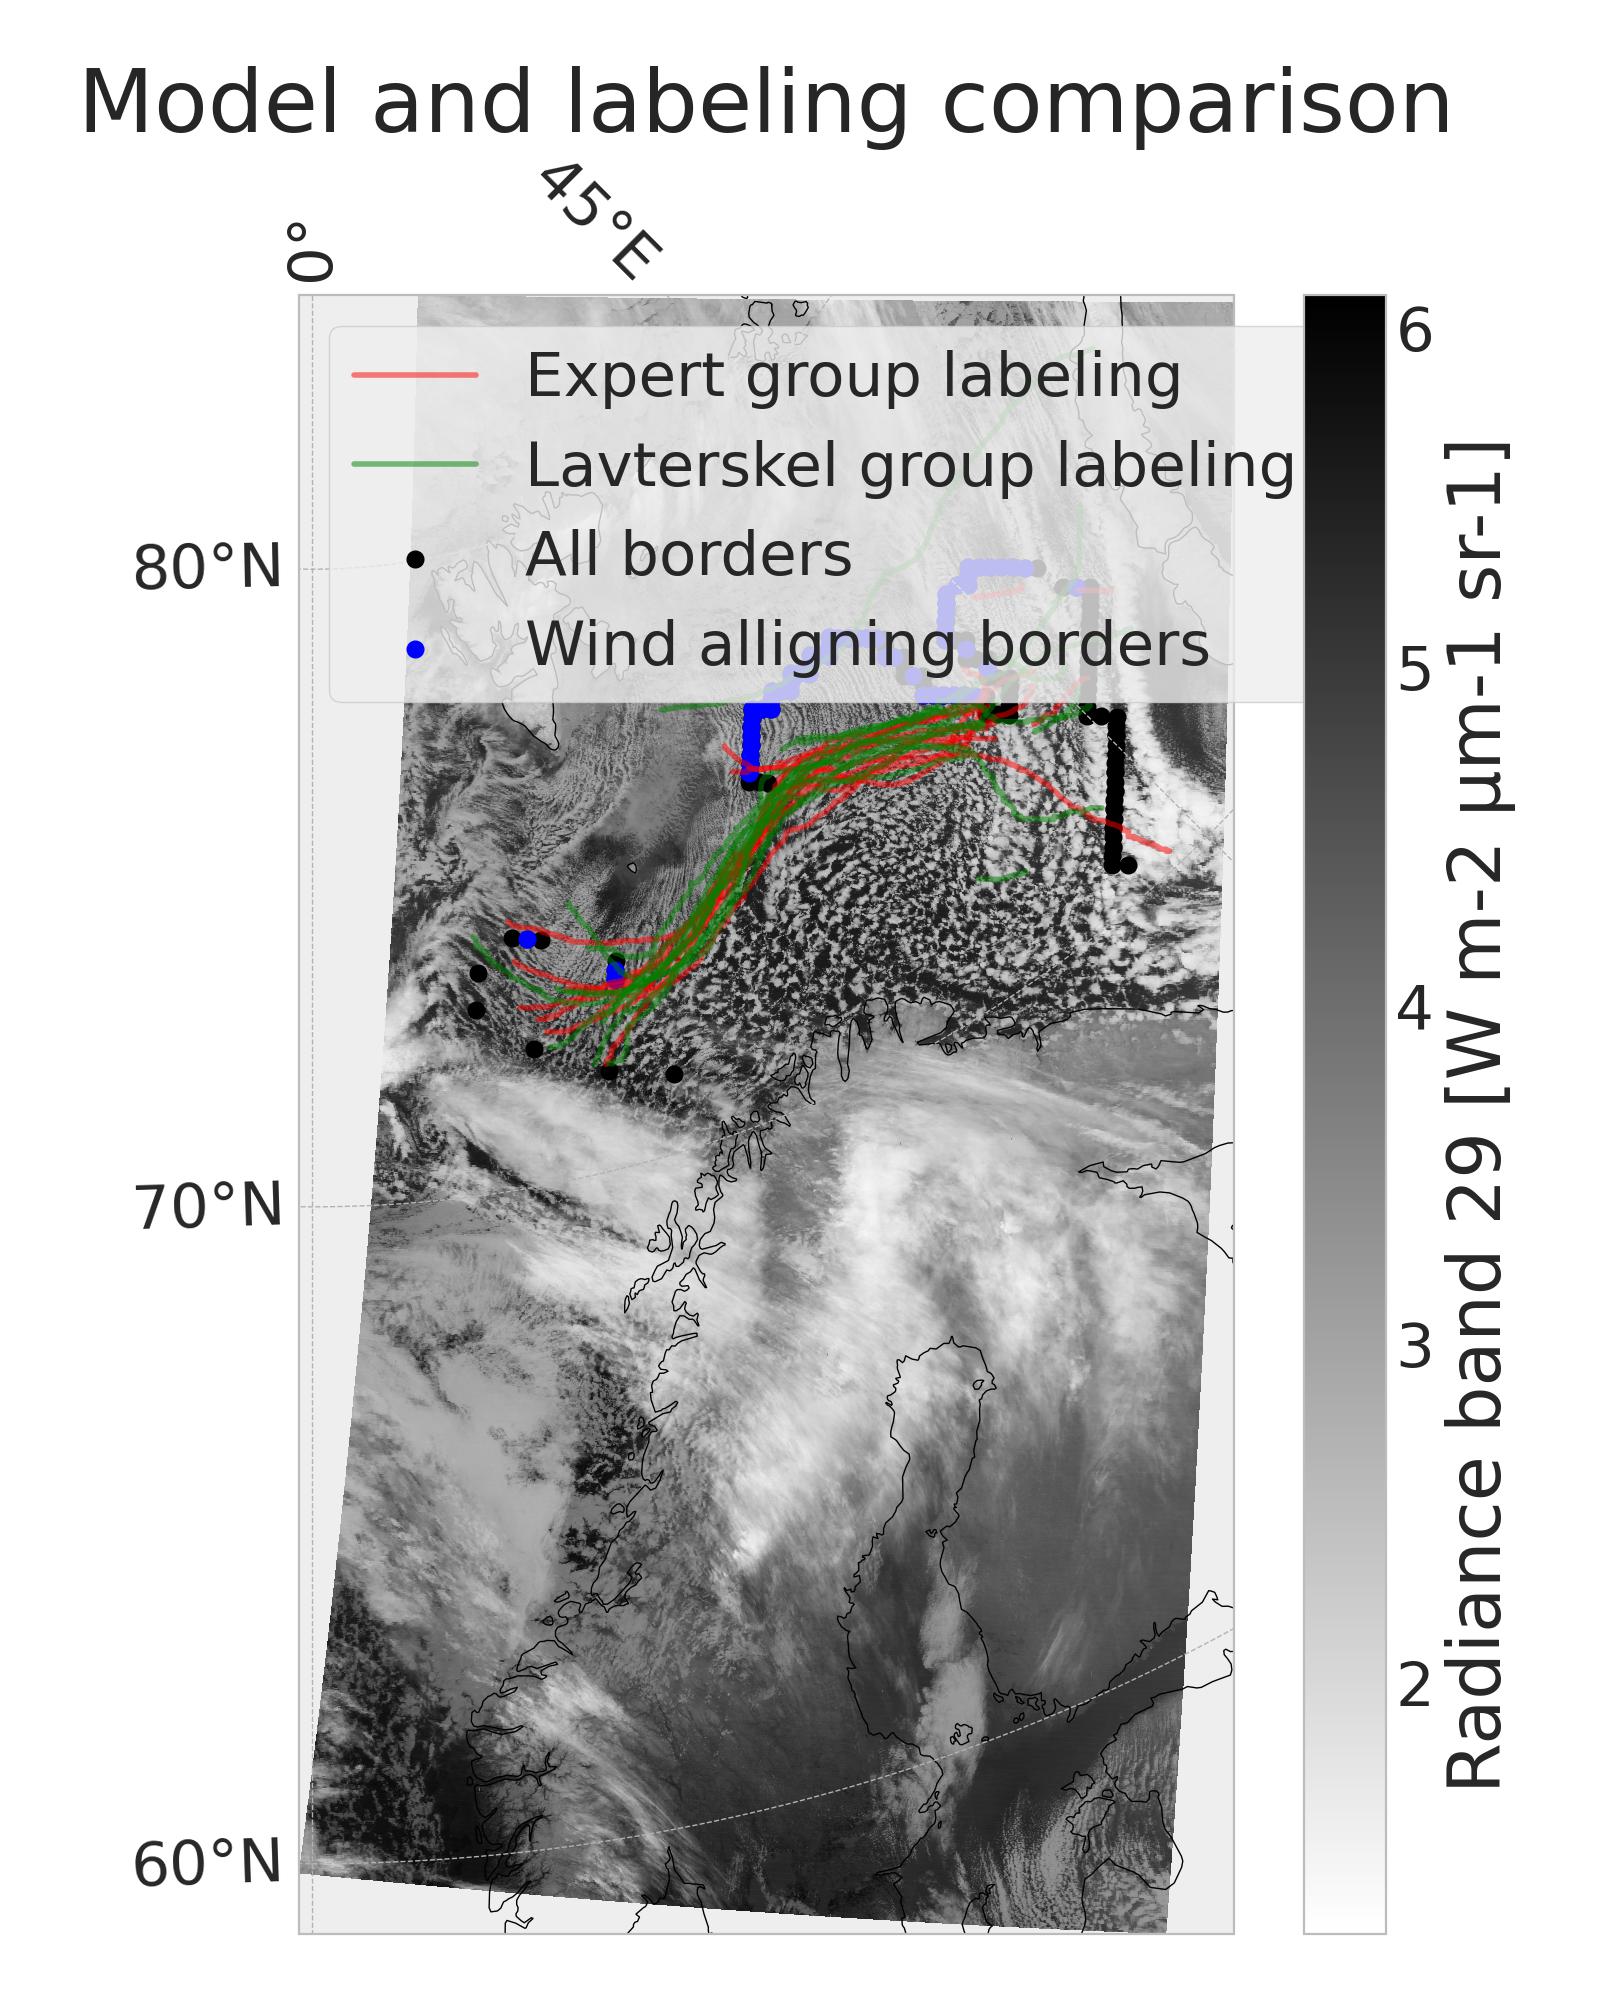 Model and labeling comparison
0°
45°E
Expert group labeling
Lavterskel group labeling
All borders
Wind alligning borders
80°N
70°N
60°N
6
5
4
3
2
Radiance band 29 [W m-2 µm-1 sr-1]